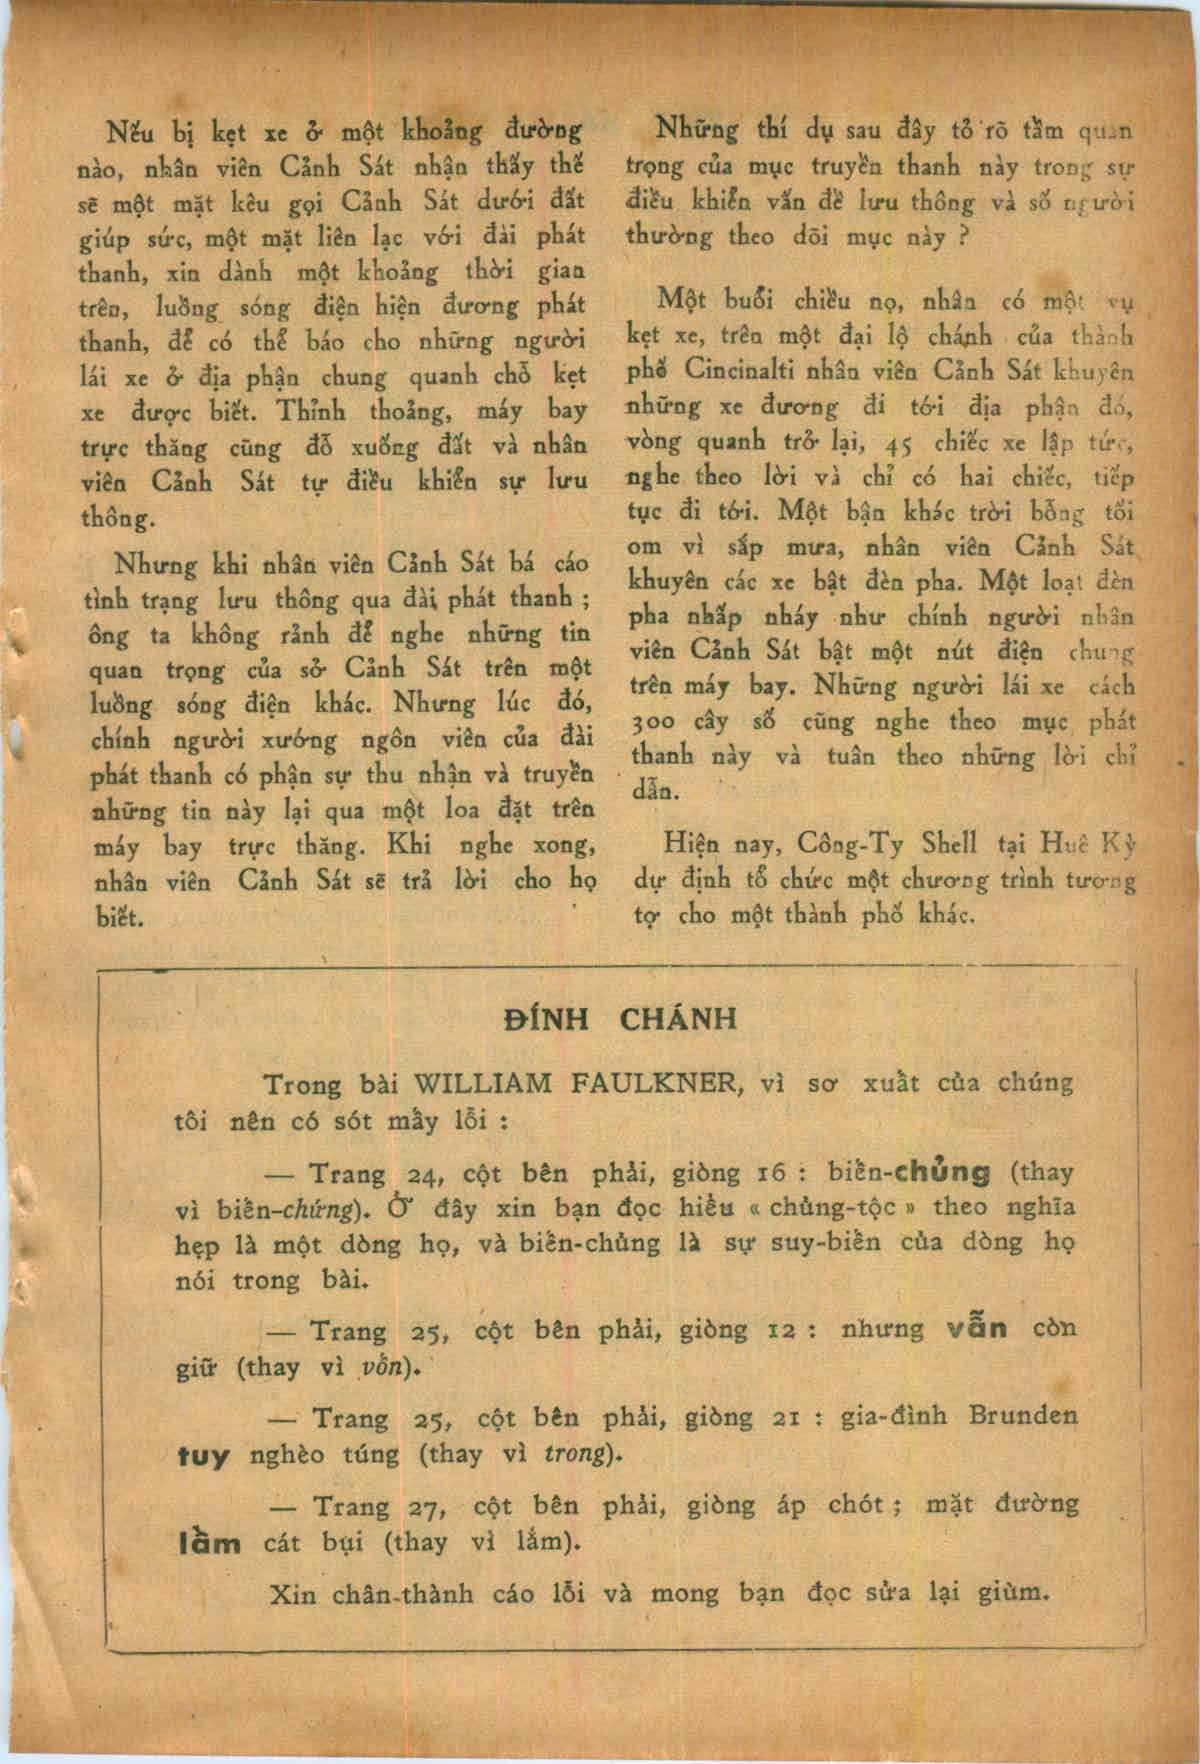 Nếu bị kẹt xe ở một khoảng đường
nào, nhân viên Cảnh Sát nhận thấy thế
sẽ một mặt kêu gọi Cảnh Sát dưới đất
giúp sức, một mặt liên lạc với đài phát
thanh, xin dành một khoảng thời gian
trên, luồng sóng điện hiện đương phát
thanh, để có thể báo cho những người
lái xe ở địa phận chung quanh chỗ kẹt
xe được biết. Thỉnh thoảng, máy bay
trực thăng cũng đỗ xuống đất và nhân
viên Cảnh Sát tự điều khiển sự lưu
thông.
Nhưng khi nhân viên Cảnh Sát bá cáo
tình trạng lưu thông qua đài phát thanh ;
ông ta không rảnh để nghe những tin
quan trọng của sở Cảnh Sát trên một
luồng sóng điện khác. Nhưng lúc đó,
chính người xướng ngôn viên của đài
phát thanh có phận sự thu nhận và truyền
những tin này lại qua một loa đặt trên
máy bay trực thăng. Khi nghe xong,
nhân viên Cảnh Sát sẽ trả lời cho họ
biết.
Những thí dụ sau đây tỏ rõ tầm quan
trọng của mục truyền thanh này trong sự
điều khiển vấn đề lưu thông và số người
thường theo dõi mục này ?
Một buổi chiều nọ, nhân có một vụ
kẹt xe, trên một đại lộ chánh của thành
phố Cincinalti nhân viên Cảnh Sát khuyên
những xe đương đi tới địa phận đó,
vòng quanh trở lại, 45 chiếc xe lập tức,
nghe theo lời và chỉ có hai chiếc, tiếp
tục đi tới. Một bận khác trời bỗng tối
om vì sắp mưa, nhân viên Cảnh Sát
khuyên các xe bật đèn pha. Một loạt đèn
pha nhấp nháy như chính người nhân
viên Cảnh Sát bật một nút điện chung
trên máy bay. Những người lái xe cách
300 cây số cũng nghe theo mục phát
thanh này và tuân theo những lời chỉ
dẫn.
Hiện nay, Công-Ty Shell tại Huê Kỳ
dự định tổ chức một chương trình tương
tợ cho một thành phố khác.
ĐÍNH CHÁNH
Trong bài WILLIAM FAULKNER, vì sơ xuất của chúng
tôi nên có sót mấy lỗi :
— Trang 24, cột bên phải, giòng 16 : biến-chủng (thay
vì biến-chứng). Ở đây xin bạn đọc hiểu « chủng-tộc » theo nghĩa
hẹp là một dòng họ, và biến-chủng là sự suy-biến của dòng họ
nói trong bài.
— Trang 25, cột bên phải, giòng 12 : nhưng vẫn còn
giữ (thay vì vốn).
— Trang 25, cột bên phải, giòng 21 : gia-đình Brunden
tuy nghèo túng (thay vì trong).
— Trang 27, cột bên phải, giòng áp chót ; mặt đường
lầm cát bụi (thay vì lắm).
Xin chân-thành cáo lỗi và mong bạn đọc sửa lại giùm.